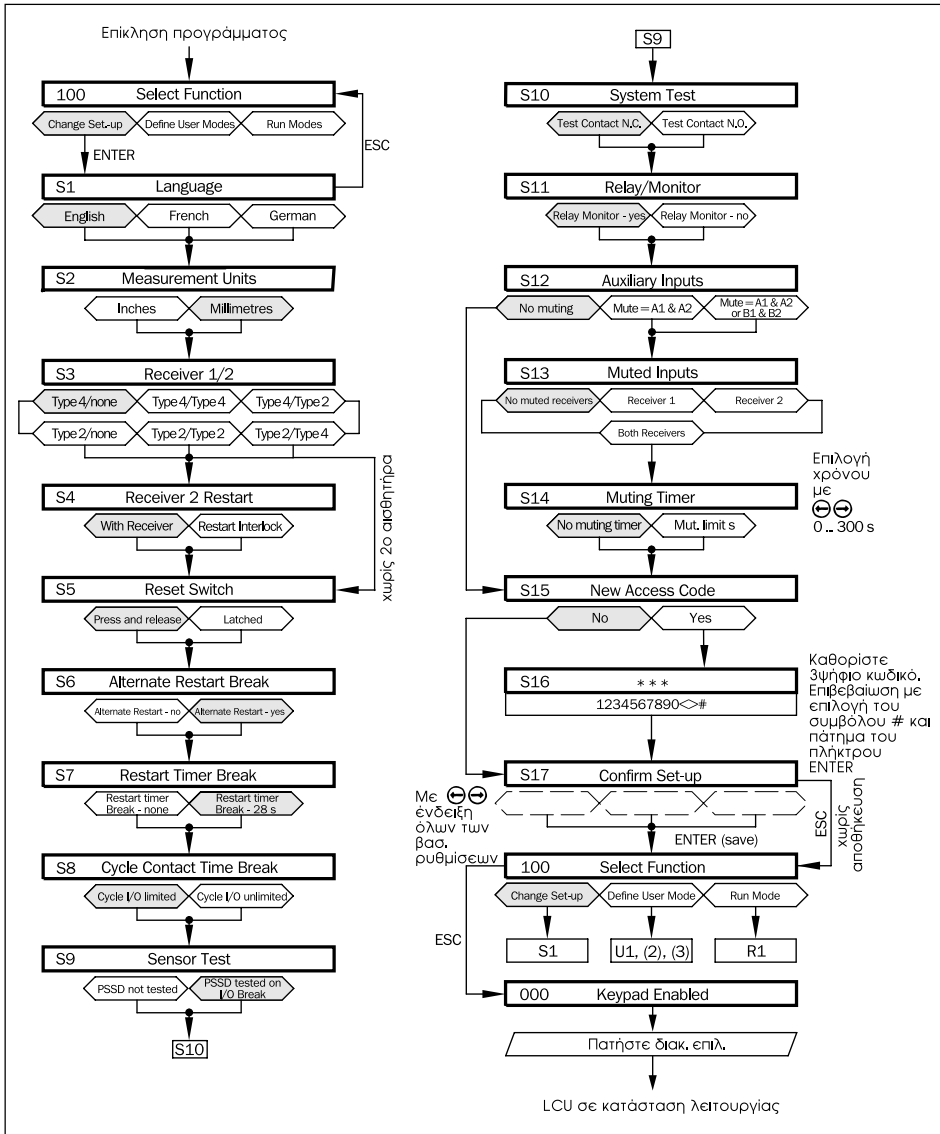 Επίκληση προγράμματος
100 Select Function
Change Set-up Define User Modes Run Modes
ENTER
ESC
S1 Language
English French German
S2 Measurement Units
Inches Millimetres
S3 Receiver 1/2
Type 4/none Type 4/Type 4 Type 4/Type 2
Type 2/none Type 2/Type 2 Type 2/Type 4
χωρίς 2ο αισθητήρα
S4 Receiver 2 Restart
With Receiver Restart Interlock
S5 Reset Switch
Press and release Latched
S6 Alternate Restart Break
Alternate Restart - no Alternate Restart - yes
S7 Restart Timer Break
Restart timer
Break - none
Restart timer
Break - 28 s
S8 Cycle Contact Time Break
Cycle I/O limited Cycle I/O unlimited
S9 Sensor Test
PSSD not tested
PSSD tested on
I/O Break
S10
S9
S10 System Test
Test Contact N.C. Test Contact N.O.
S11 Relay/Monitor
Relay Monitor - yes Relay Monitor - no
S12 Auxiliary Inputs
No muting Mute = A1 & A2
Mute = A1 & A2
or B1 & B2
S13 Muted Inputs
No muted receivers Receiver 1 Receiver 2
Both Receivers
S14 Muting Timer
No muting timer Mut. limit s
Επιλογή
χρόνου
με
0 .. 300 s
S15 New Access Code
No Yes
S16 * * *
1234567890<>#
Καθορίστε
3ψήφιο κωδικό.
Επιβεβαίωση με
επιλογή του
συμβόλου # και
πάτημα του
πλήκτρου
ENTER
S17 Confirm Set-up
Με
ένδειξη
όλων των
βασ.
ρυθμίσεων
ENTER (save)
ESC
χωρίς
αποθήκευση
100 Select Function
Change Set-up Define User Mode Run Mode
ESC
S1 U1, (2), (3) R1
000 Keypad Enabled
Πατήστε διακ. επιλ.
LCU σε κατάσταση λειτουργίας